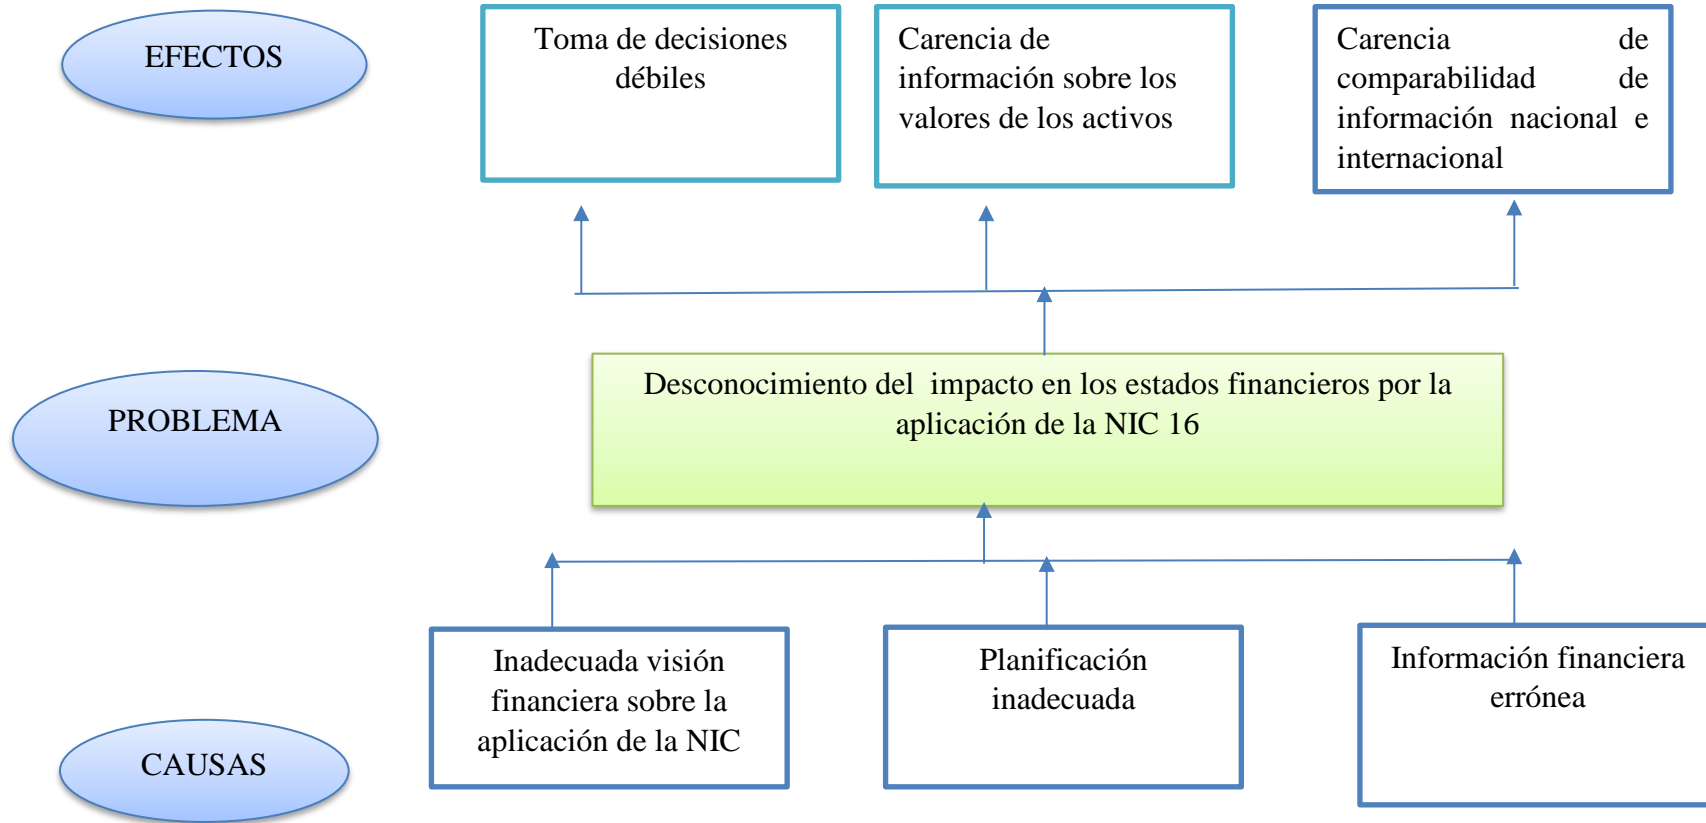 EFECTOS
Toma de decisiones
débiles
Carencia de
información sobre los
valores de los activos
Carencia de
comparabilidad de
información nacional e
internacional
PROBLEMA
Desconocimiento del impacto en los estados financieros por la
aplicación de la NIC 16
CAUSAS
Inadecuada visión
financiera sobre la
aplicación de la NIC
Planificación
inadecuada
Información financiera
errónea